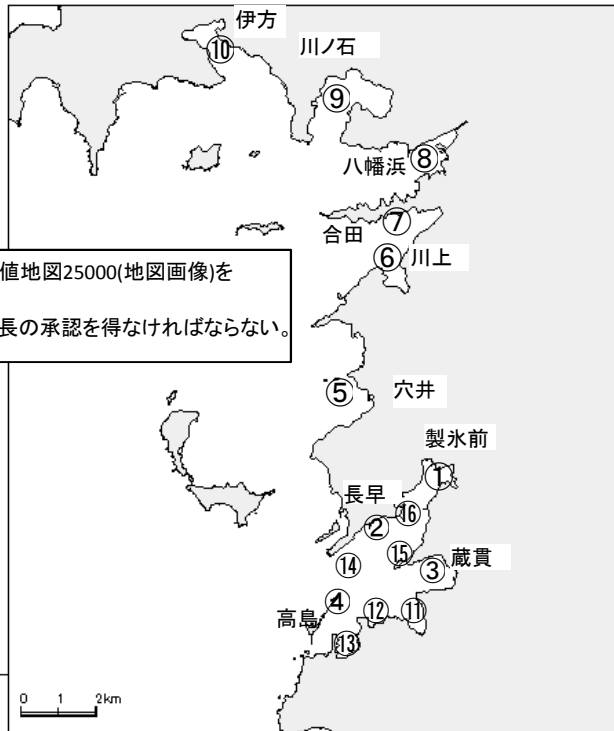 伊方
⑩
川ノ石
⑨
八幡浜
⑧
⑦
合田
⑥
川上
値地図25000(地図画像)を
長の承認を得なければならない。
⑤
穴井
製氷前
①
長早
⑯
②
⑮
蔵貫
③
⑭
④
⑫
⑪
高島
⑬
0 1 2km